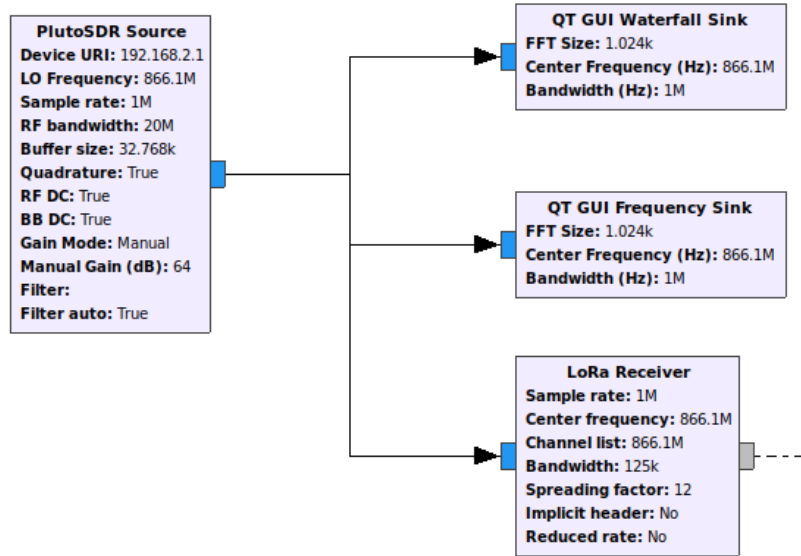 PlutoSDR Source
Device URI: 192.168.2.1
LO Frequency: 866.1M
Sample rate: 1M
RF bandwidth: 20M
Buffer size: 32.768k
Quadrature: True
RF DC: True
BB DC: True
Gain Mode: Manual
Manual Gain (dB): 64
Filter:
Filter auto: True
QT GUI Waterfall Sink
FFT Size: 1.024k
Center Frequency (Hz): 866.1M
Bandwidth (Hz): 1M
QT GUI Frequency Sink
FFT Size: 1.024k
Center Frequency (Hz): 866.1M
Bandwidth (Hz): 1M
LoRa Receiver
Sample rate: 1M
Center frequency: 866.1M
Channel list: 866.1M
Bandwidth: 125k
Spreading factor: 12
Implicit header: No
Reduced rate: No